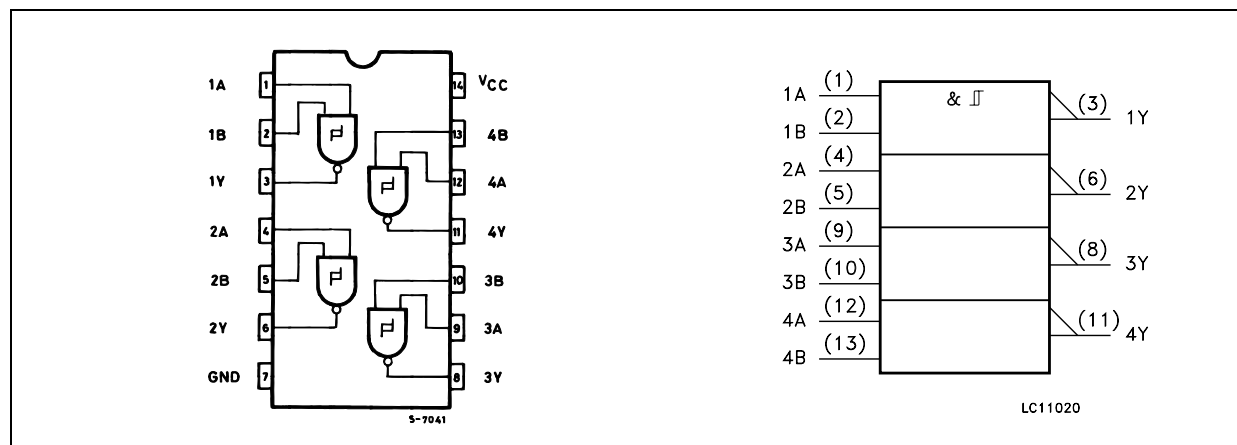 1A 1 14 VCC
1B 2 13 4B
1Y 3 12 4A
2A 4 11 4Y
2B 5 10 3B
2Y 6 9 3A
GND 7 8 3Y
S-7041
& 
1A (1)
1B (2)
2A (4)
2B (5)
3A (9)
3B (10)
4A (12)
4B (13)
(3) 1Y
(6) 2Y
(8) 3Y
(11) 4Y
LC11020